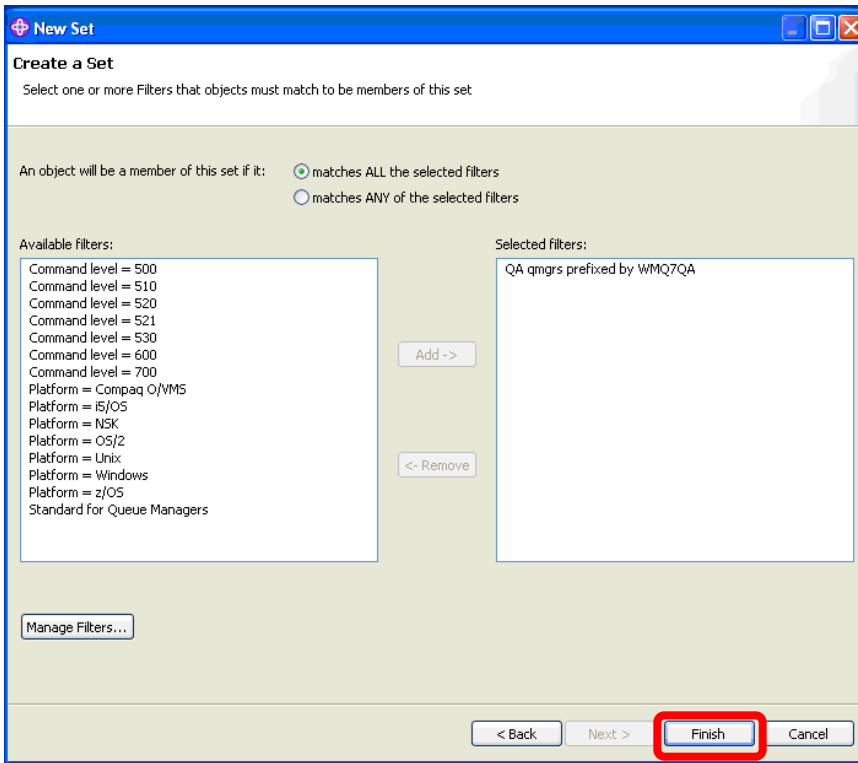 New Set
Create a Set
Select one or more Filters that objects must match to be members of this set
An object will be a member of this set if it:
matches ALL the selected filters
matches ANY of the selected filters
Available filters:
Command level = 500
Command level = 510
Command level = 520
Command level = 521
Command level = 530
Command level = 600
Command level = 700
Platform = Compaq O/VMS
Platform = i5/OS
Platform = NSK
Platform = OS/2
Platform = Unix
Platform = Windows
Platform = z/OS
Standard for Queue Managers
Add ->
<- Remove
Selected filters:
QA qmgrs prefixed by WMQ7QA
Manage Filters...
< Back
Next >
Finish
Cancel